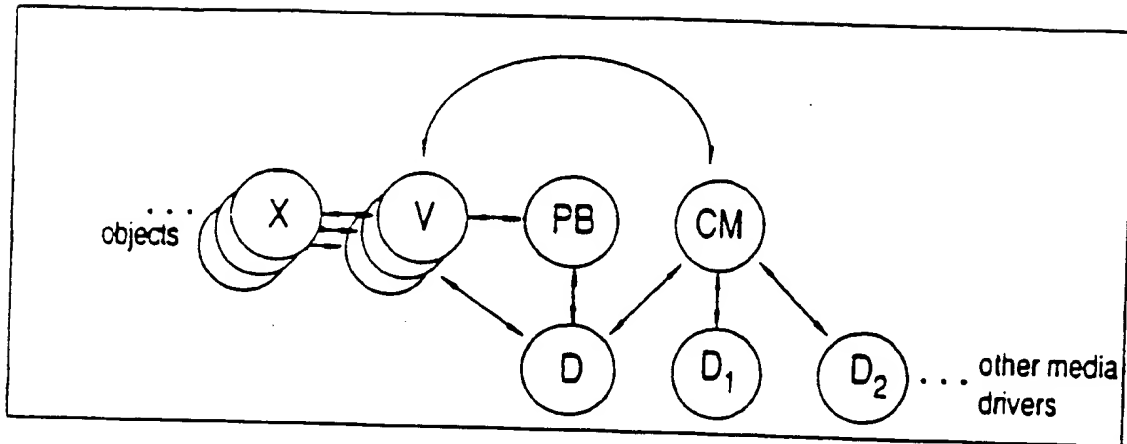 X V PB CM
...
objects
D D₁ D₂ ... other media
drivers